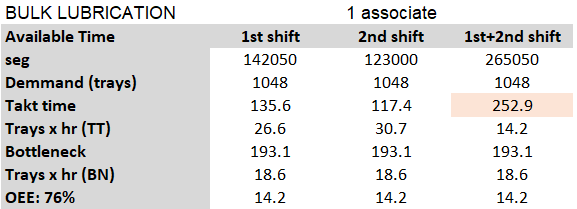 BULK LUBRICATION 1 associate
Available Time 1st shift 2nd shift 1st+2nd shift
seg 142050 123000 265050
Demmand (trays) 1048 1048 1048
Takt time 135.6 117.4 252.9
Trays x hr (TT) 26.6 30.7 14.2
Bottleneck 193.1 193.1 193.1
Trays x hr (BN) 18.6 18.6 18.6
OEE: 76% 14.2 14.2 14.2